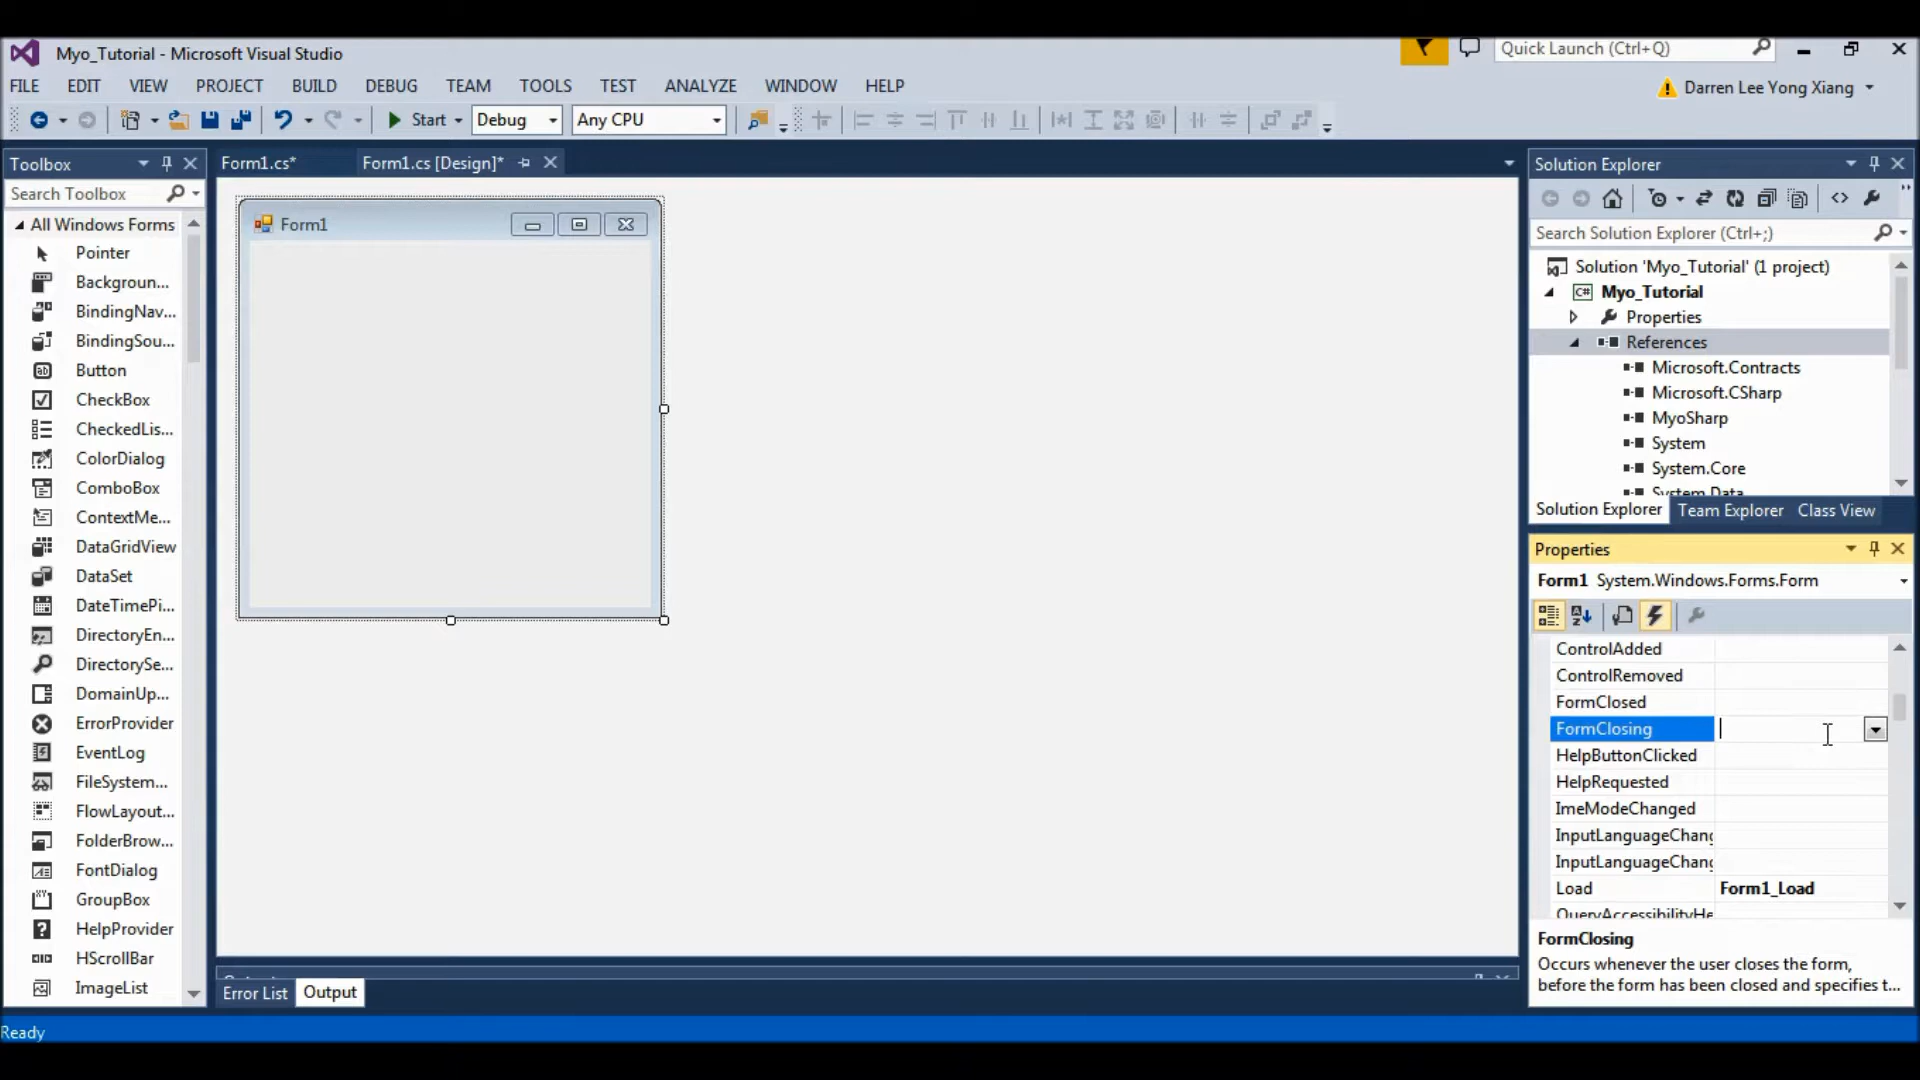 Myo_Tutorial - Microsoft Visual Studio
Quick Launch (Ctrl+Q)
FILE EDIT VIEW PROJECT BUILD DEBUG TEAM TOOLS TEST ANALYZE WINDOW HELP
Darren Lee Yong Xiang
Start Debug Any CPU
Toolbox
Search Toolbox
All Windows Forms
Pointer
Backgroun...
BindingNav...
BindingSou...
Button
CheckBox
CheckedLis...
ColorDialog
ComboBox
ContextMe...
DataGridView
DataSet
DateTimePi...
DirectoryEn...
DirectorySe...
DomainUp...
ErrorProvider
EventLog
FileSystem...
FlowLayout...
FolderBrow...
FontDialog
GroupBox
HelpProvider
HScrollBar
ImageList
Form1.cs*
Form1.cs [Design]*
Form1
Error List
Output
Solution Explorer
Search Solution Explorer (Ctrl+;)
Solution 'Myo_Tutorial' (1 project)
Myo_Tutorial
Properties
References
Microsoft.Contracts
Microsoft.CSharp
MyoSharp
System
System.Core
System.Data
Solution Explorer Team Explorer Class View
Properties
Form1 System.Windows.Forms.Form
ControlAdded
ControlRemoved
FormClosed
FormClosing
HelpButtonClicked
HelpRequested
ImeModeChanged
InputLanguageChang
InputLanguageChang
Load Form1_Load
QueryAccessibilityHe
FormClosing
Occurs whenever the user closes the form,
before the form has been closed and specifies t...
Ready